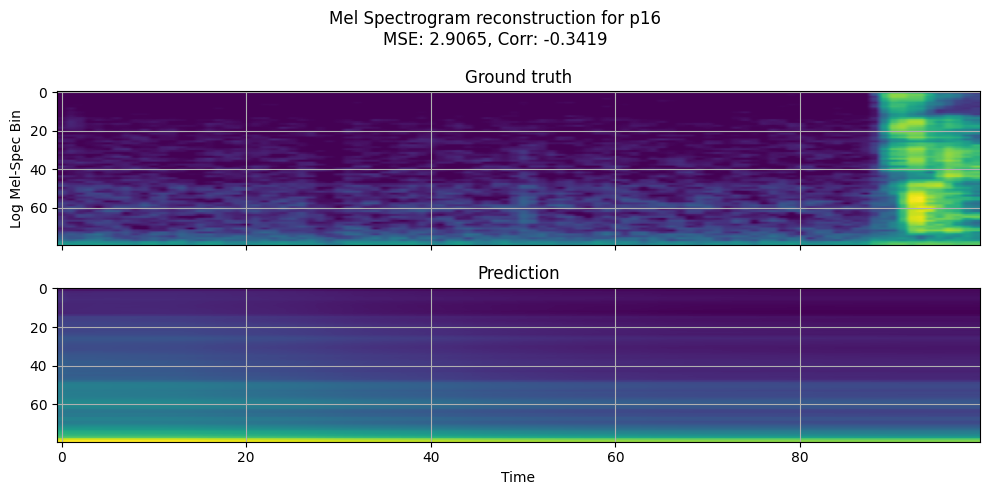 Mel Spectrogram reconstruction for p16
MSE: 2.9065, Corr: -0.3419
Ground truth
0
20
40
60
Log Mel-Spec Bin
Prediction
0
20
40
60
0 20 40 60 80
Time